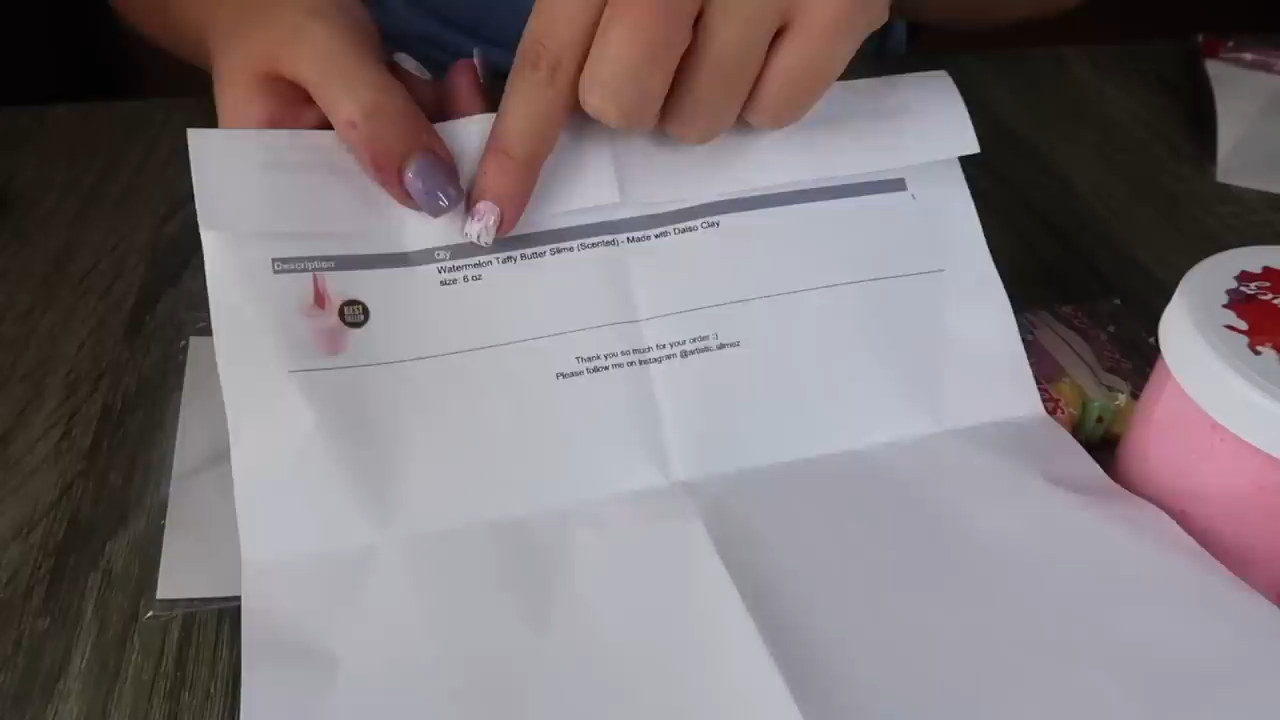 Description
Qty
Watermelon Taffy Butter Slime (Scented) - Made with Daiso Clay
size: 6 oz
BEST
SELLER
Thank you so much for your order :)
Please follow me on Instagram @artistic.slimez